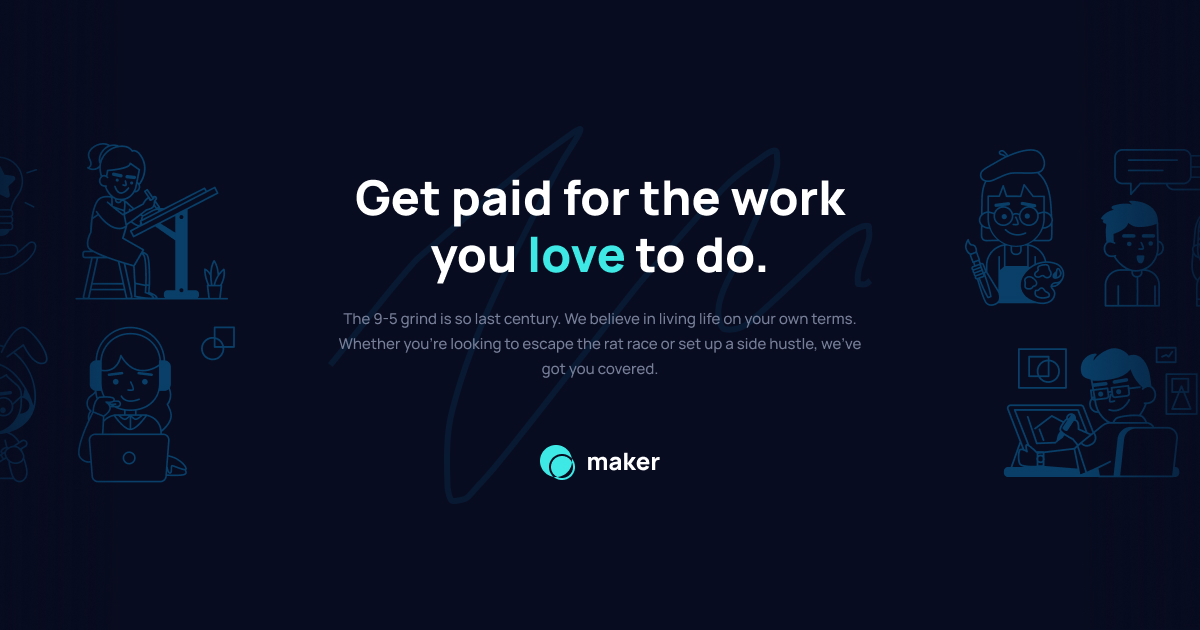 Get paid for the work
you love to do.
The 9-5 grind is so last century. We believe in living life on your own terms.
Whether you're looking to escape the rat race or set up a side hustle, we've
got you covered.
maker